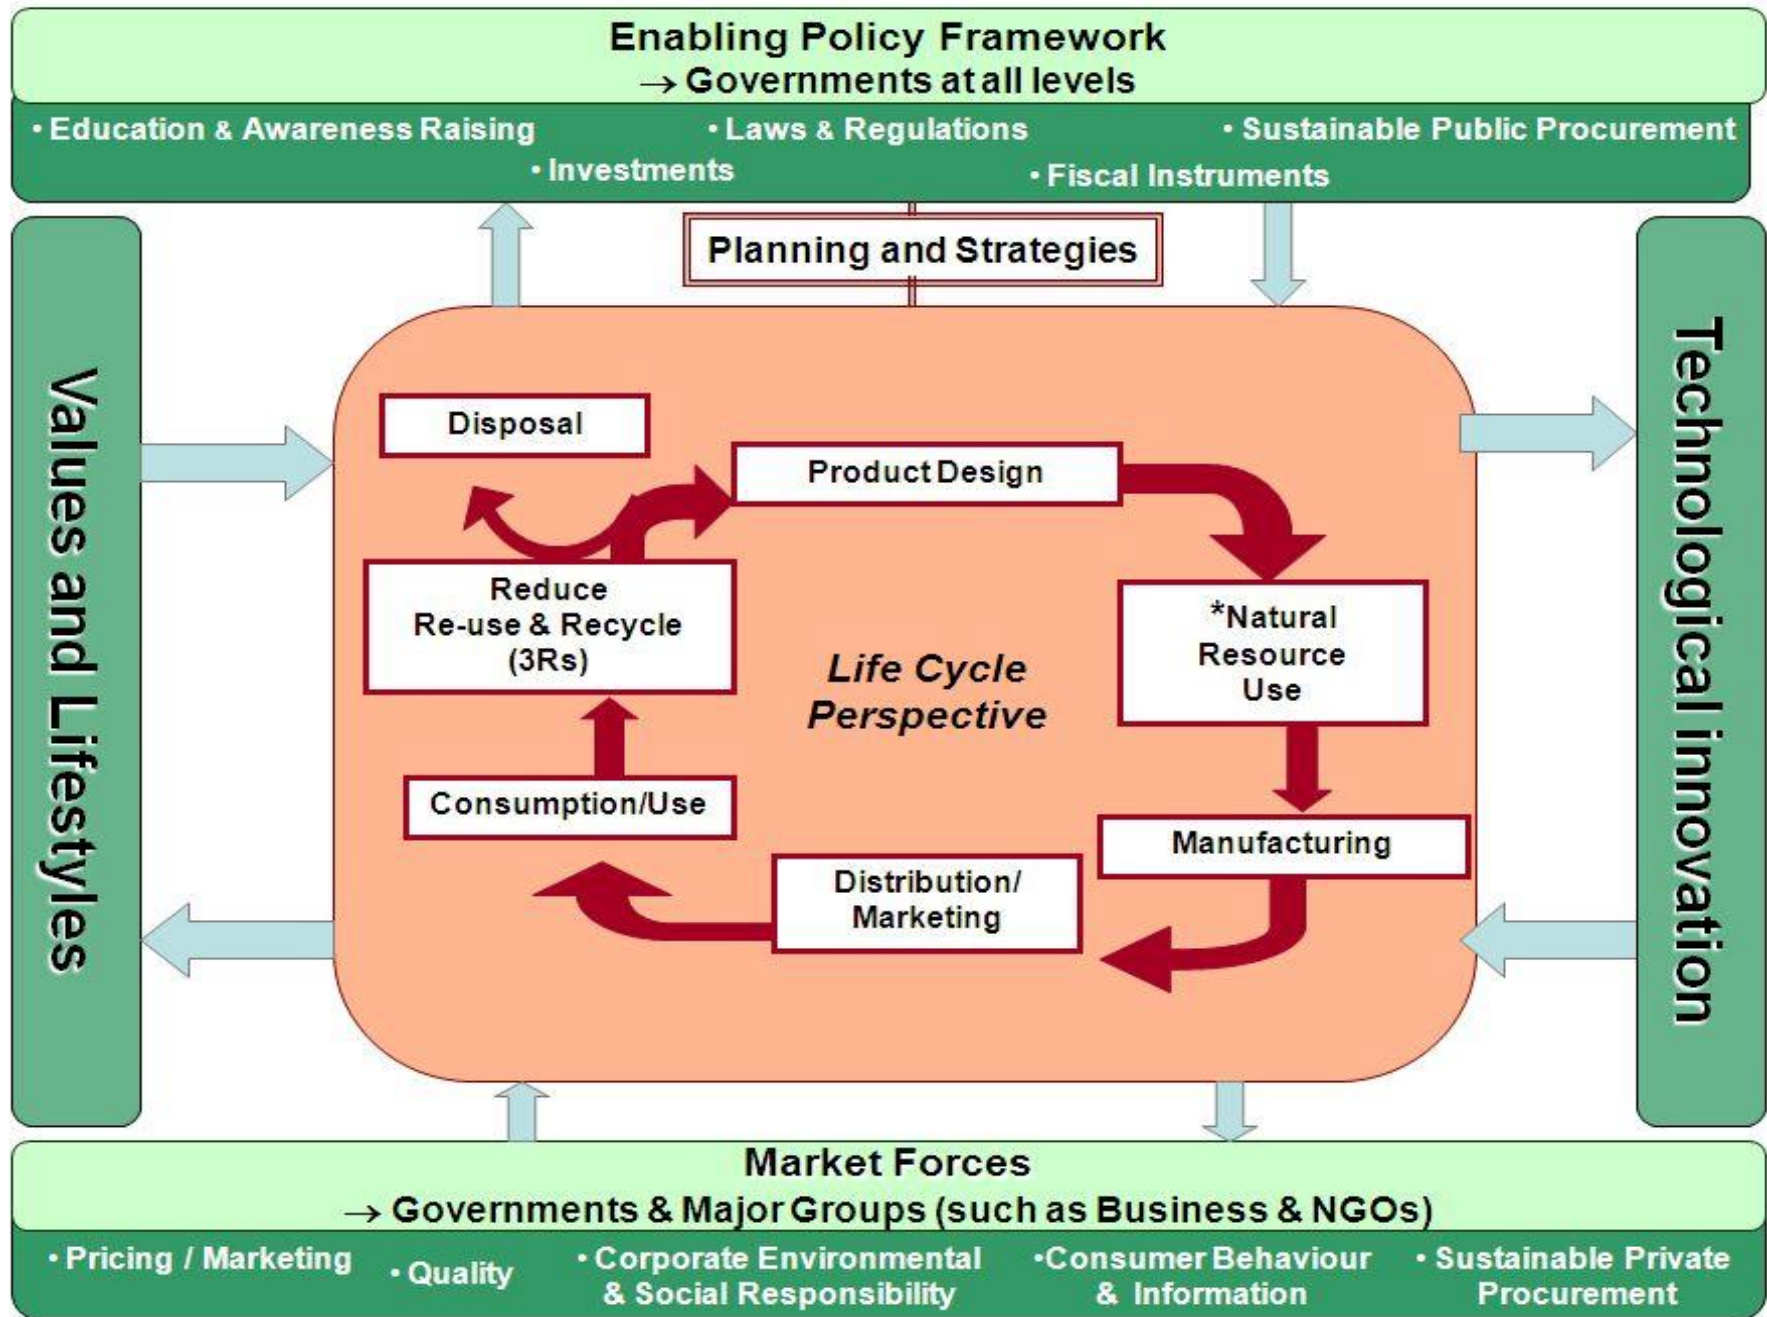 Enabling Policy Framework
→ Governments at all levels
• Education & Awareness Raising
• Laws & Regulations
• Sustainable Public Procurement
• Investments
• Fiscal Instruments
Planning and Strategies
Values and Lifestyles
Technological innovation
Disposal
Product Design
Reduce
Re-use & Recycle
(3Rs)
*Natural
Resource
Use
Life Cycle
Perspective
Consumption/Use
Manufacturing
Distribution/
Marketing
Market Forces
→ Governments & Major Groups (such as Business & NGOs)
• Pricing / Marketing
• Quality
• Corporate Environmental
& Social Responsibility
•Consumer Behaviour
& Information
• Sustainable Private
Procurement